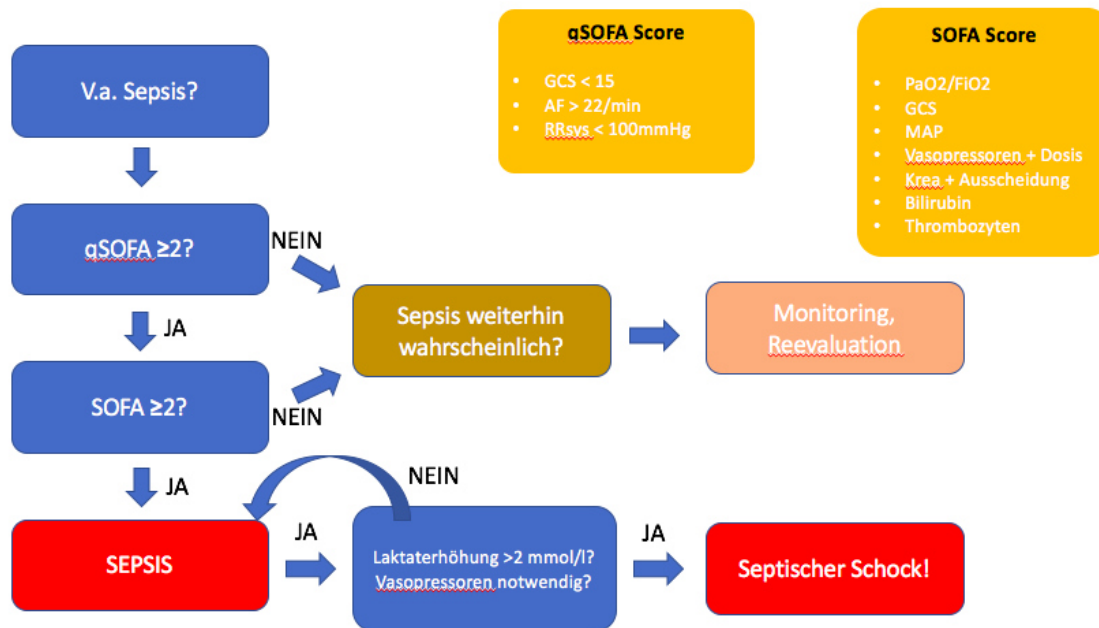 qSOFA Score
• GCS < 15
• AF > 22/min
• RRsys < 100mmHg
SOFA Score
• PaO2/FiO2
• GCS
• MAP
• Vasopressoren + Dosis
• Krea + Ausscheidung
• Bilirubin
• Thrombozyten
V.a. Sepsis?
qSOFA ≥2?
NEIN
JA
Sepsis weiterhin
wahrscheinlich?
Monitoring,
Reevaluation
SOFA ≥2?
NEIN
JA
NEIN
SEPSIS
JA
Laktaterhöhung >2 mmol/l?
Vasopressoren notwendig?
JA
Septischer Schock!